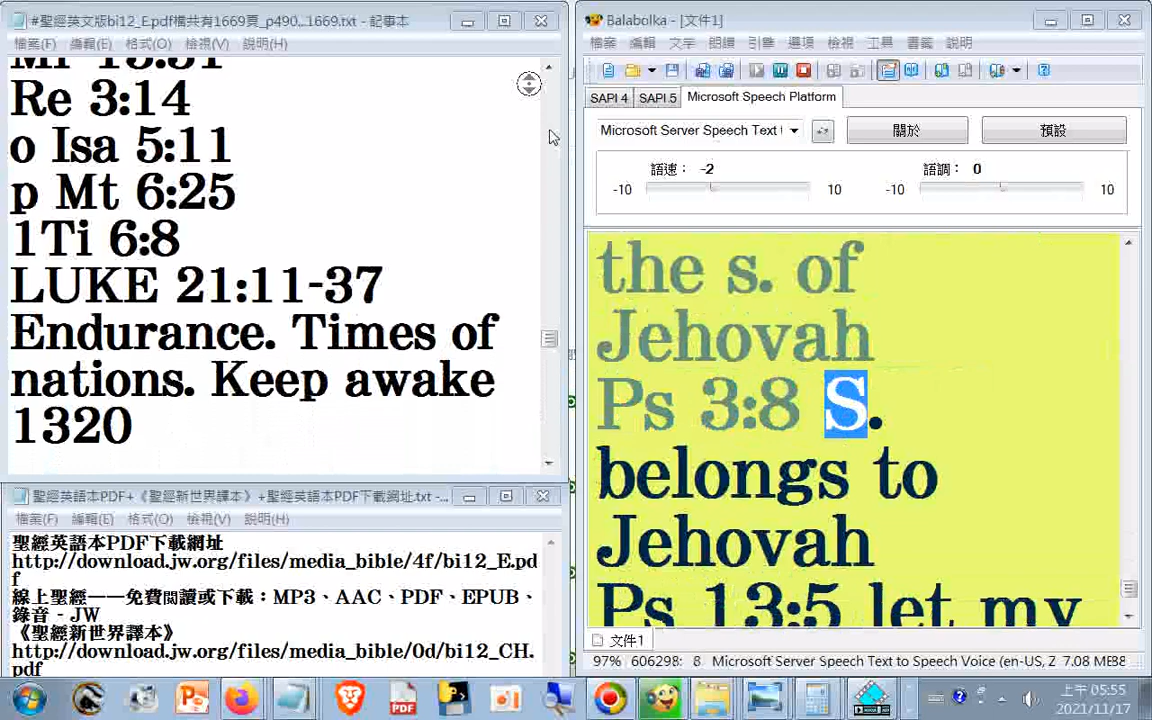 #聖經英文版bi12_E.pdf檔共有1669頁_p490,..1669.txt - 記事本
檔案(F) 編輯(E) 格式(O) 檢視(V) 說明(H)
Re 3:14
o Isa 5:11
p Mt 6:25
1Ti 6:8
LUKE 21:11-37
Endurance. Times of
nations. Keep awake
1320
聖經英語本PDF+《聖經新世界譯本》+聖經英語本PDF下載網址.txt - ...
檔案(F) 編輯(E) 格式(O) 檢視(V) 說明(H)
聖經英語本PDF下載網址
http://download.jw.org/files/media_bible/4f/bi12_E.pd
f
線上聖經——免費閱讀或下載：MP3、AAC、PDF、EPUB、
錄音 - JW
《聖經新世界譯本》
http://download.jw.org/files/media_bible/0d/bi12_CH.
pdf
Balabolka - [文件1]
檔案 編輯 文字 朗讀 引擎 選項 檢視 工具 書籤 說明
SAPI 4 SAPI 5 Microsoft Speech Platform
Microsoft Server Speech Text
關於 預設
語速： -2 語調： 0
-10 10 -10 10
the s. of
Jehovah
Ps 3:8 S.
belongs to
Jehovah
Ps 13:5 let my
文件1
97% 606298: 8 Microsoft Server Speech Text to Speech Voice (en-US, Z 7.08 MB
上午 05:55
2021/11/17